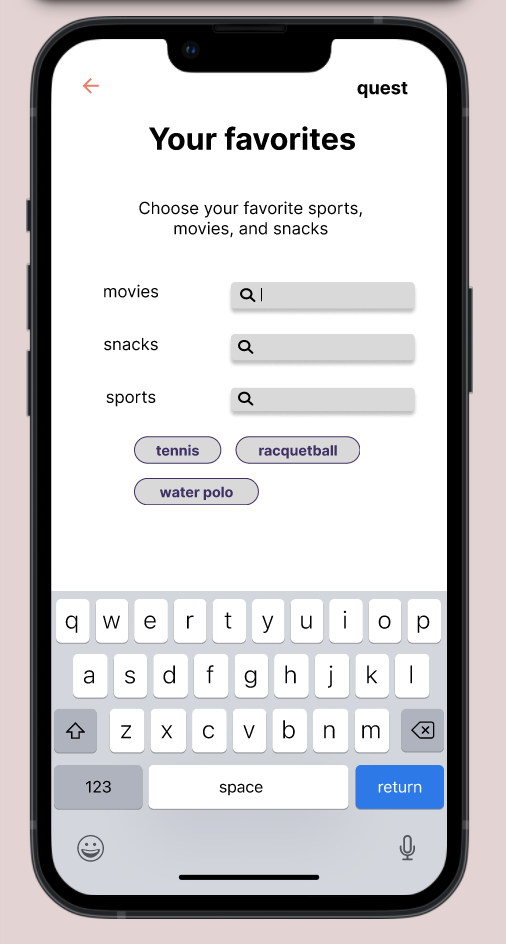 quest
Your favorites
Choose your favorite sports,
movies, and snacks
movies
snacks
sports
tennis racquetball
water polo
q w e r t y u i o p
a s d f g h j k l
z x c v b n m
123 space return